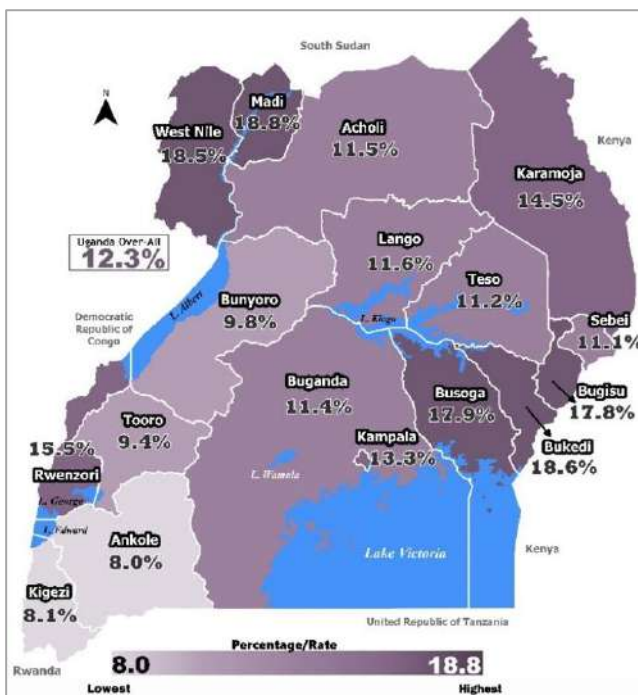 South Sudan
Madi
18.8%
West Nile
18.5%
Acholi
11.5%
Kenya
Karamoja
14.5%
Uganda Over-All
12.3%
Lango
11.6%
Teso
11.2%
L. Albert
Bunyoro
9.8%
Democratic
Republic of
Congo
L. Kioga
Sebei
11.1%
Buganda
11.4%
Busoga
17.9%
Bugisu
17.8%
Tooro
9.4%
15.5%
Rwenzori
Kampala
13.3%
Bukedi
18.6%
L. Wamala
L. George
L. Edward
Ankole
8.0%
Lake Victoria
Kenya
Kigezi
8.1%
United Republic of Tanzania
Rwanda
Percentage/Rate
8.0
18.8
Lowest
Highest